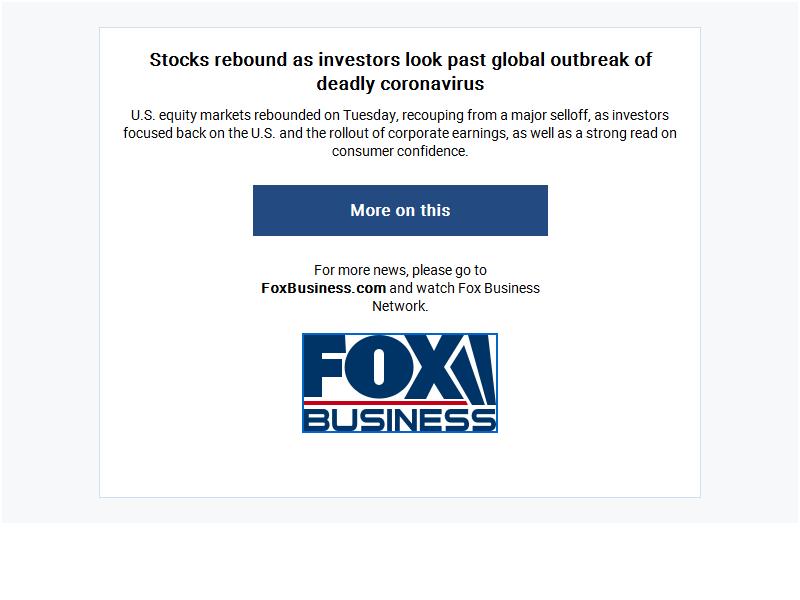 Stocks rebound as investors look past global outbreak of
deadly coronavirus
U.S. equity markets rebounded on Tuesday, recouping from a major selloff, as investors
focused back on the U.S. and the rollout of corporate earnings, as well as a strong read on
consumer confidence.
More on this
For more news, please go to
FoxBusiness.com and watch Fox Business
Network.
FOX
BUSINESS